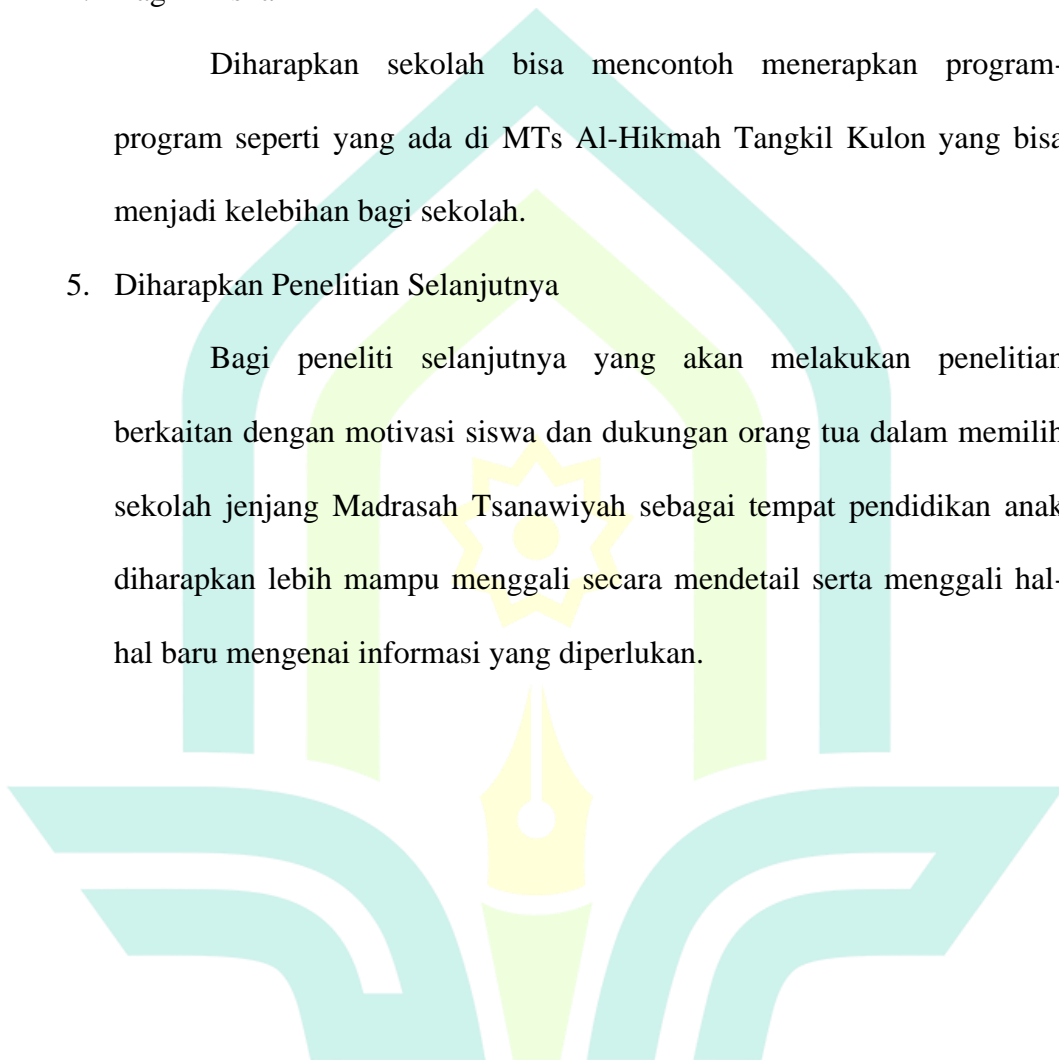 Diharapkan sekolah bisa mencontoh menerapkan program-
program seperti yang ada di MTs Al-Hikmah Tangkil Kulon yang bisa
menjadi kelebihan bagi sekolah.
5. Diharapkan Penelitian Selanjutnya
Bagi peneliti selanjutnya yang akan melakukan penelitian
berkaitan dengan motivasi siswa dan dukungan orang tua dalam memilih
sekolah jenjang Madrasah Tsanawiyah sebagai tempat pendidikan anak
diharapkan lebih mampu menggali secara mendetail serta menggali hal-
hal baru mengenai informasi yang diperlukan.